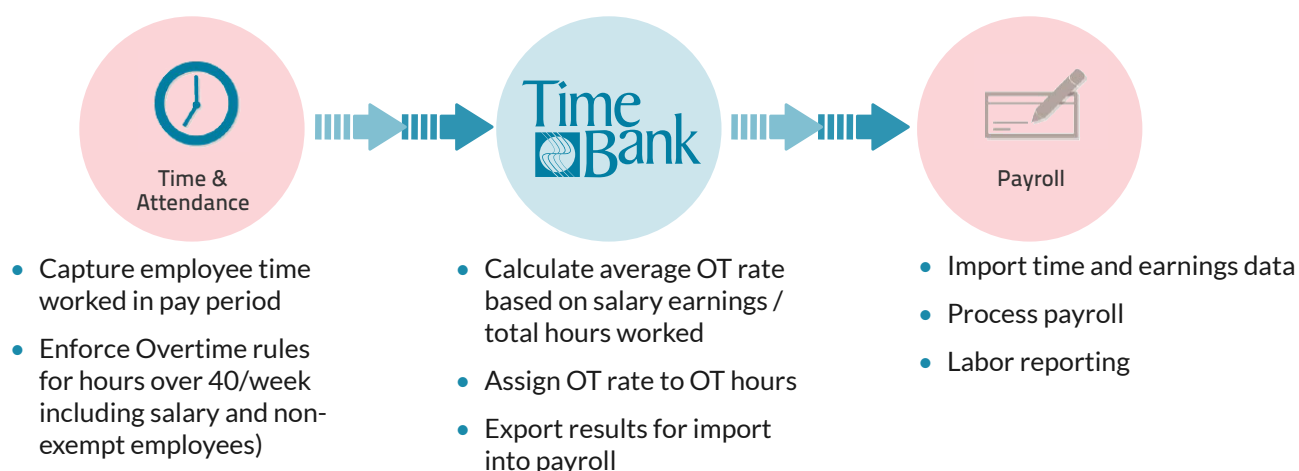 Time &
Attendance
• Capture employee time
worked in pay period
• Enforce Overtime rules
for hours over 40/week
including salary and non-
exempt employees)
Time
Bank
• Calculate average OT rate
based on salary earnings /
total hours worked
• Assign OT rate to OT hours
• Export results for import
into payroll
Payroll
• Import time and earnings data
• Process payroll
• Labor reporting